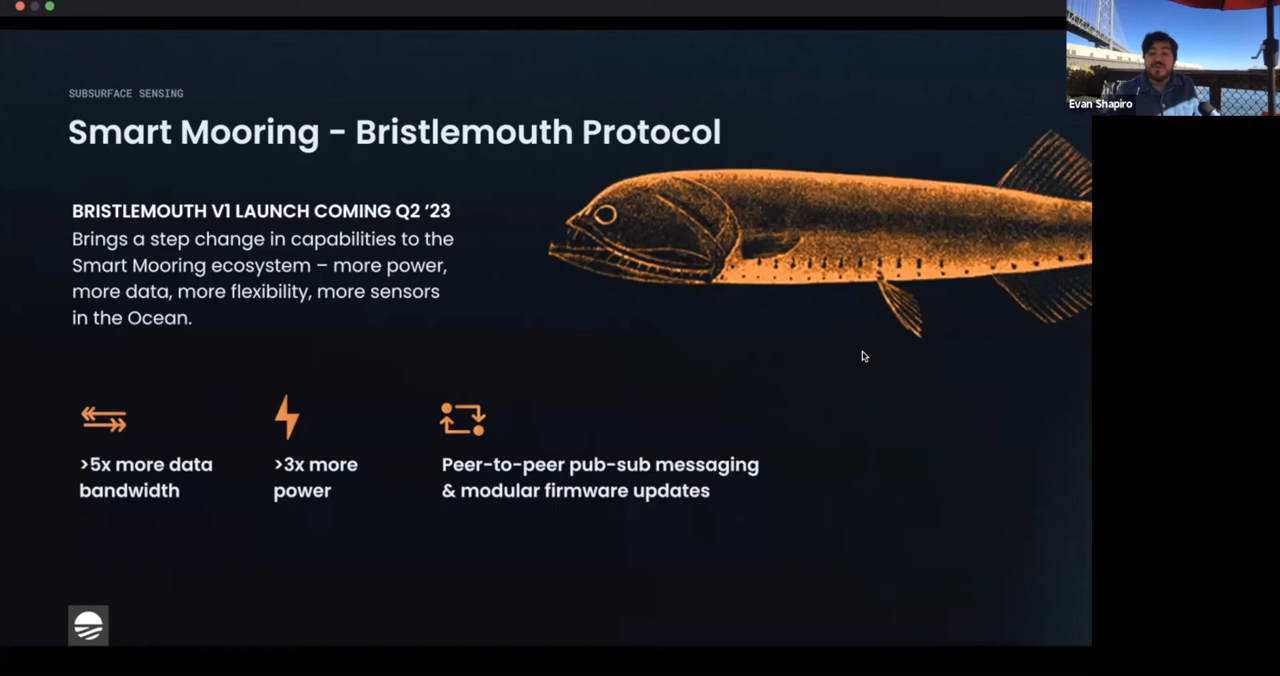 Evan Shapiro
SUBSURFACE SENSING
Smart Mooring - Bristlemouth Protocol
BRISTLEMOUTH V1 LAUNCH COMING Q2 ’23
Brings a step change in capabilities to the
Smart Mooring ecosystem – more power,
more data, more flexibility, more sensors
in the Ocean.
>5x more data
bandwidth
>3x more
power
Peer-to-peer pub-sub messaging
& modular firmware updates